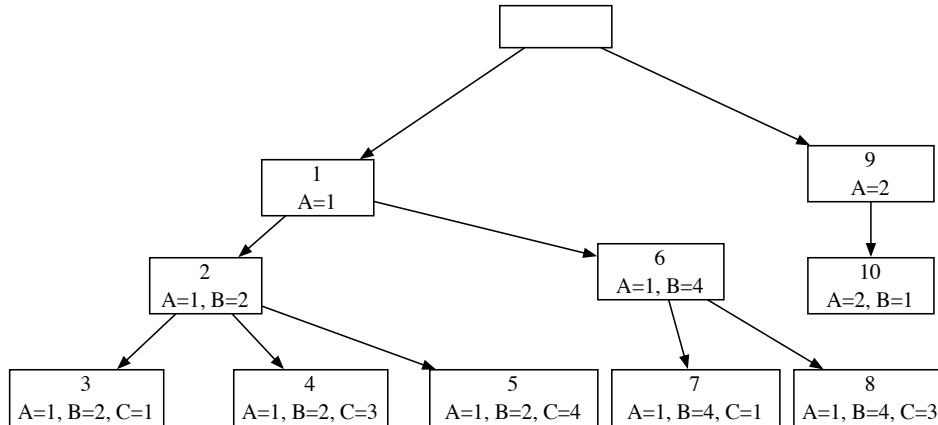 1
A=1
9
A=2
2
A=1, B=2
6
A=1, B=4
10
A=2, B=1
3
A=1, B=2, C=1
4
A=1, B=2, C=3
5
A=1, B=2, C=4
7
A=1, B=4, C=1
8
A=1, B=4, C=3